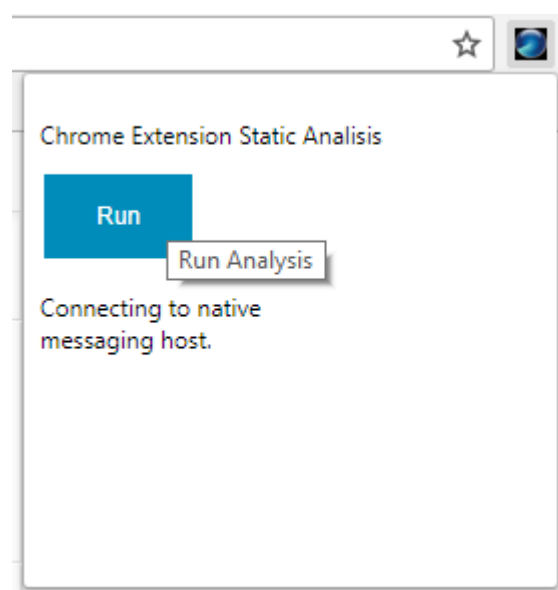 Chrome Extension Static Analisis
Run
Run Analysis
Connecting to native
messaging host.